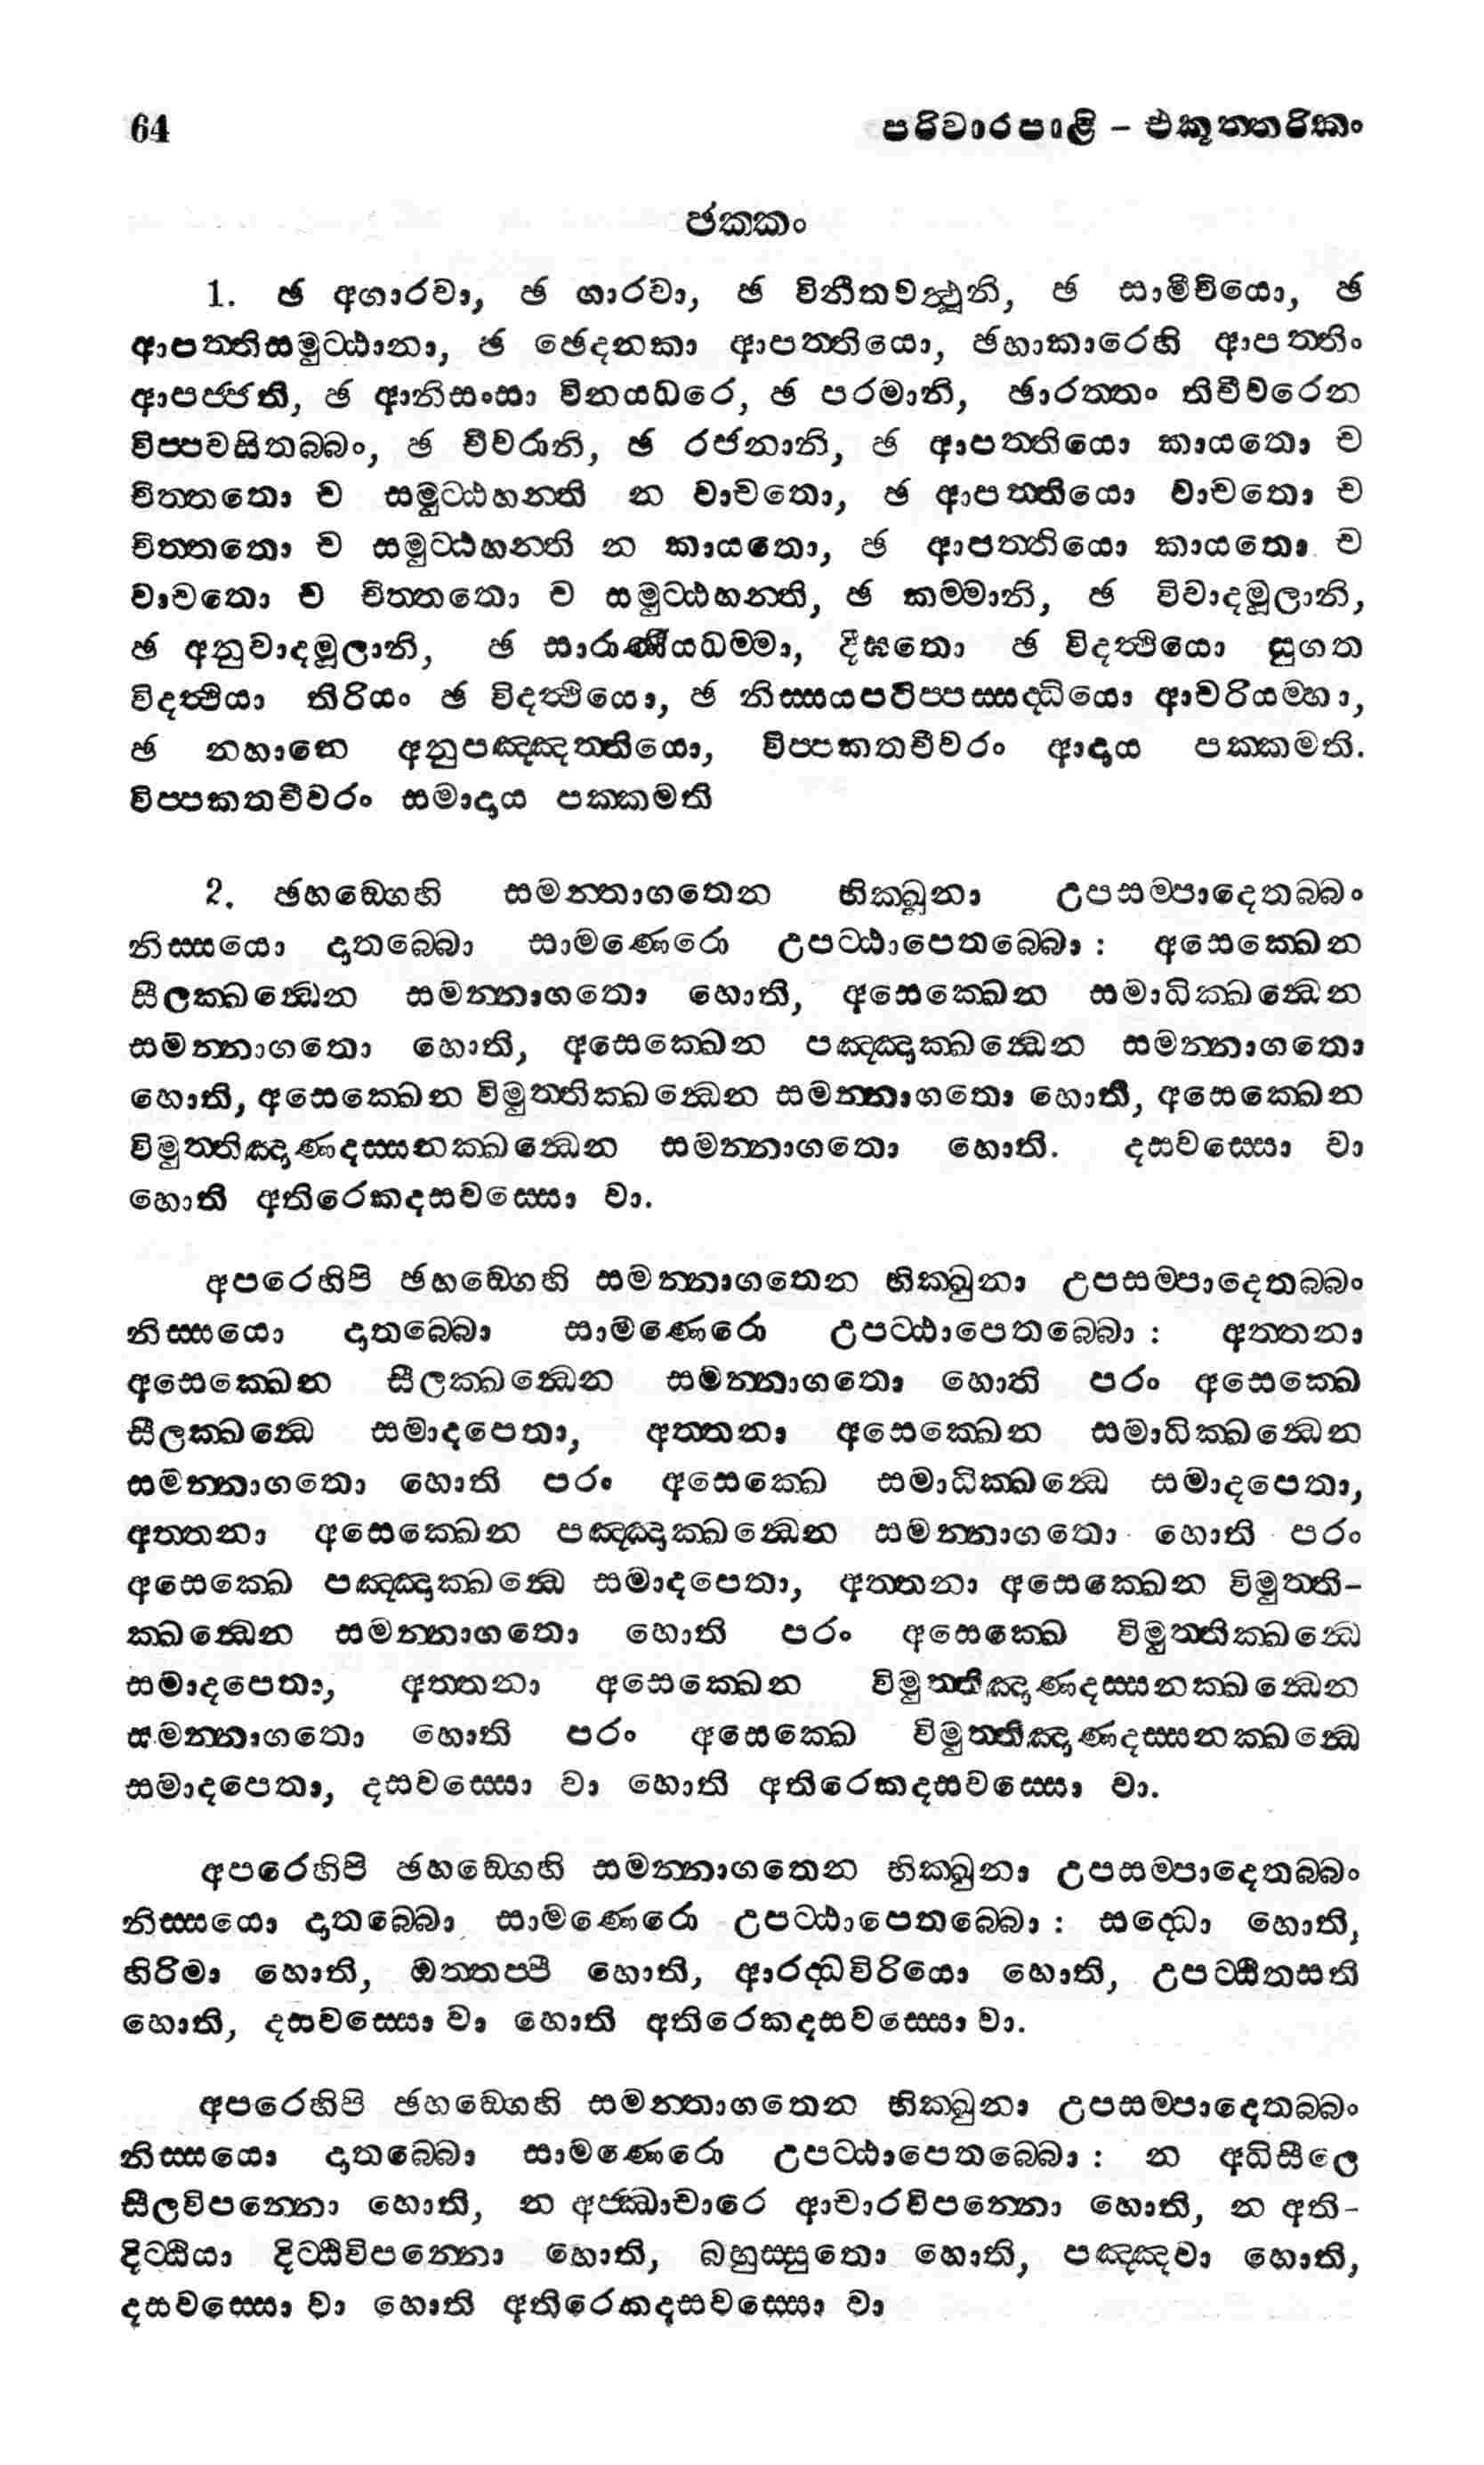 64 පරිවාරපාළි – එකූත්තරිකං
ඡක්කං
1. ඡ අගාරවා, ඡ ගාරවා, ඡ විනීතවත්ථූනි, ඡ සාමීචියො, ඡ
ආපත්තිසමුට්ඨානා, ඡ ඡෙදනකා ආපත්තියො, ඡහාකාරෙහි ආපත්තිං
ආපජ්ජති, ඡ ආනිසංසා විනයධරෙ, ඡ පරමානි, ඡාරත්තං තිචීවරෙන
විප්පවසිතබ්බං, ඡ චීවරානි, ඡ රජනානි, ඡ ආපත්තියො කායතො ච
චිත්තතො ච සමුට්ඨහන්ති න වාචතො, ඡ ආපත්තියො වාචතො ච
චිත්තතො ච සමුට්ඨහන්ති න කායතො, ඡ ආපත්තියො කායතො ච
වාචතො ච චිත්තතො ච සමුට්ඨහන්ති, ඡ කම්මානි, ඡ විවාදමූලානි,
ඡ අනුවාදමූලානි, ඡ සාරාණීයධම්මා, දීඝතො ඡ විදත්ථියො සුගත
විදත්ථියා තිරියං ඡ විදත්ථියො, ඡ නිස්සයපටිප්පස්සද්ධියො ආචරියම්හා,
ඡ නහානෙ අනුපඤ්ඤත්තියො, විප්පකතචීවරං ආදාය පක්කමති.
විප්පකතචීවරං සමාදාය පක්කමති
2. ඡහඞ්ගෙහි සමන්නාගතෙන භික්ඛුනා උපසම්පාදෙතබ්බං
නිස්සයො දාතබ්බො සාමණෙරො උපට්ඨාපෙතබ්බො : අසෙක්ඛෙන
සීලක්ඛන්ධෙන සමන්නාගතො හොති, අසෙක්ඛෙන සමාධික්ඛන්ධෙන
සමන්නාගතො හොති, අසෙක්ඛෙන පඤ්ඤාක්ඛන්ධෙන සමන්නාගතො
හොති, අසෙක්ඛෙන විමුත්තික්ඛන්ධෙන සමන්නාගතො හොති, අසෙක්ඛෙන
විමුත්තිඤාණදස්සනක්ඛන්ධෙන සමන්නාගතො හොති. දසවස්සො වා
හොති අතිරෙකදසවස්සො වා.
අපරෙහිපි ඡහඞ්ගෙහි සමන්නාගතෙන භික්ඛුනා උපසම්පාදෙතබ්බං
නිස්සයො දාතබ්බො සාමණෙරො උපට්ඨාපෙතබ්බො : අත්තනා
අසෙක්ඛෙන සීලක්ඛන්ධෙන සමන්නාගතො හොති පරං අසෙක්ඛෙ
සීලක්ඛන්ධෙ සමාදපෙතා, අත්තනා අසෙක්ඛෙන සමාධික්ඛන්ධෙන
සමන්නාගතො හොති පරං අසෙක්ඛෙ සමාධික්ඛන්ධෙ සමාදපෙතා,
අත්තනා අසෙක්ඛෙන පඤ්ඤාක්ඛන්ධෙන සමන්නාගතො හොති පරං
අසෙක්ඛෙ පඤ්ඤාක්ඛන්ධෙ සමාදපෙතා, අත්තනා අසෙක්ඛෙන විමුත්ති-
ක්ඛන්ධෙන සමන්නාගතො හොති පරං අසෙක්ඛෙ විමුත්තික්ඛන්ධෙ
සමාදපෙතා, අත්තනා අසෙක්ඛෙන විමුත්තිඤාණදස්සනක්ඛන්ධෙන
සමන්නාගතො හොති පරං අසෙක්ඛෙ විමුත්තිඤාණදස්සනක්ඛන්ධෙ
සමාදපෙතා, දසවස්සො වා හොති අතිරෙකදසවස්සො වා.
අපරෙහිපි ඡහඞ්ගෙහි සමන්නාගතෙන භික්ඛුනා උපසම්පාදෙතබ්බං
නිස්සයො දාතබ්බො සාමණෙරො උපට්ඨාපෙතබ්බො : සද්ධො හොති,
හිරිමා හොති, ඔත්තප්පී හොති, ආරද්ධවිරියො හොති, උපට්ඨිතසති
හොති, දසවස්සො වා හොති අතිරෙකදසවස්සො වා.
අපරෙහිපි ඡහඞ්ගෙහි සමන්නාගතෙන භික්ඛුනා උපසම්පාදෙතබ්බං
නිස්සයො දාතබ්බො සාමණෙරො උපට්ඨාපෙතබ්බො : න අධිසීලෙ
සීලවිපන්නො හොති, න අජ්ඣාචාරෙ ආචාරවිපන්නො හොති, න අති-
දිට්ඨියා දිට්ඨිවිපන්නො හොති, බහුස්සුතො හොති, පඤ්ඤවා හොති,
දසවස්සො වා හොති අතිරෙකදසවස්සො වා